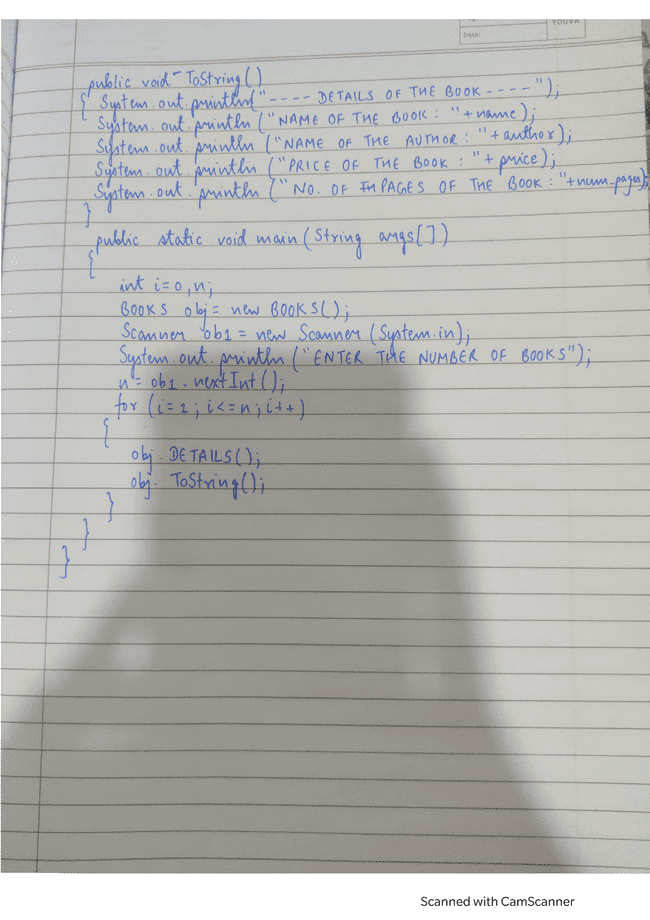 YOUVA
Date:
public void ToString()
{ System.out.println("---- DETAILS OF THE BOOK ----");
System.out.println("NAME OF THE BOOK : "+name);
System.out.println("NAME OF THE AUTHOR : "+author);
System.out.println("PRICE OF THE BOOK : "+price);
System.out.println("NO. OF PAGES OF THE BOOK : "+num_pages);
}
public static void main(String args[])
{
int i=0,n;
BOOKS obj = new BOOKS();
Scanner ob1 = new Scanner(System.in);
System.out.println("ENTER THE NUMBER OF BOOKS");
n = ob1.nextInt();
for (i=1; i<=n; i++)
{
obj.DETAILS();
obj.ToString();
}
}
}
Scanned with CamScanner